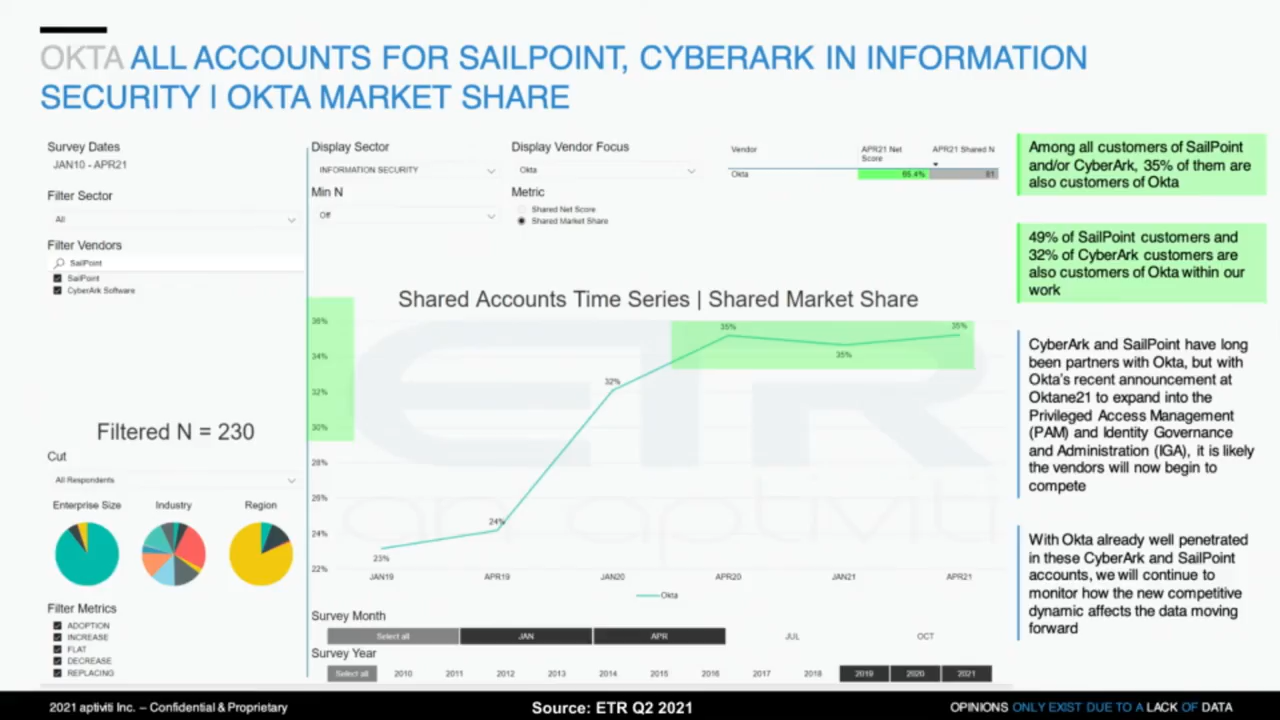 OKTA ALL ACCOUNTS FOR SAILPOINT, CYBERARK IN INFORMATION
SECURITY | OKTA MARKET SHARE
Survey Dates
JAN10 - APR21
Filter Sector
All
Filter Vendors
SailPoint
SailPoint
CyberArk Software
Filtered N = 230
Cut
All Respondents
Enterprise Size
Industry
Region
Filter Metrics
ADOPTION
INCREASE
FLAT
DECREASE
REPLACING
Display Sector
INFORMATION SECURITY
Min N
Off
Display Vendor Focus
Okta
Metric
Shared Net Score
Shared Market Share
Vendor
APR21 Net
Score
APR21 Shared N
Okta
65.4%
81
Shared Accounts Time Series | Shared Market Share
36%
34%
32%
30%
28%
26%
24%
22%
23%
24%
32%
35%
35%
35%
JAN19
APR19
JAN20
APR20
JAN21
APR21
Okta
ETR
an aptiviti
Survey Month
Select all
JAN
APR
JUL
OCT
Survey Year
Select all
2010
2011
2012
2013
2014
2015
2016
2017
2018
2019
2020
2021
Among all customers of SailPoint
and/or CyberArk, 35% of them are
also customers of Okta
49% of SailPoint customers and
32% of CyberArk customers are
also customers of Okta within our
work
CyberArk and SailPoint have long
been partners with Okta, but with
Okta's recent announcement at
Oktane21 to expand into the
Privileged Access Management
(PAM) and Identity Governance
and Administration (IGA), it is likely
the vendors will now begin to
compete
With Okta already well penetrated
in these CyberArk and SailPoint
accounts, we will continue to
monitor how the new competitive
dynamic affects the data moving
forward
2021 aptiviti Inc. – Confidential & Proprietary
Source: ETR Q2 2021
OPINIONS ONLY EXIST DUE TO A LACK OF DATA